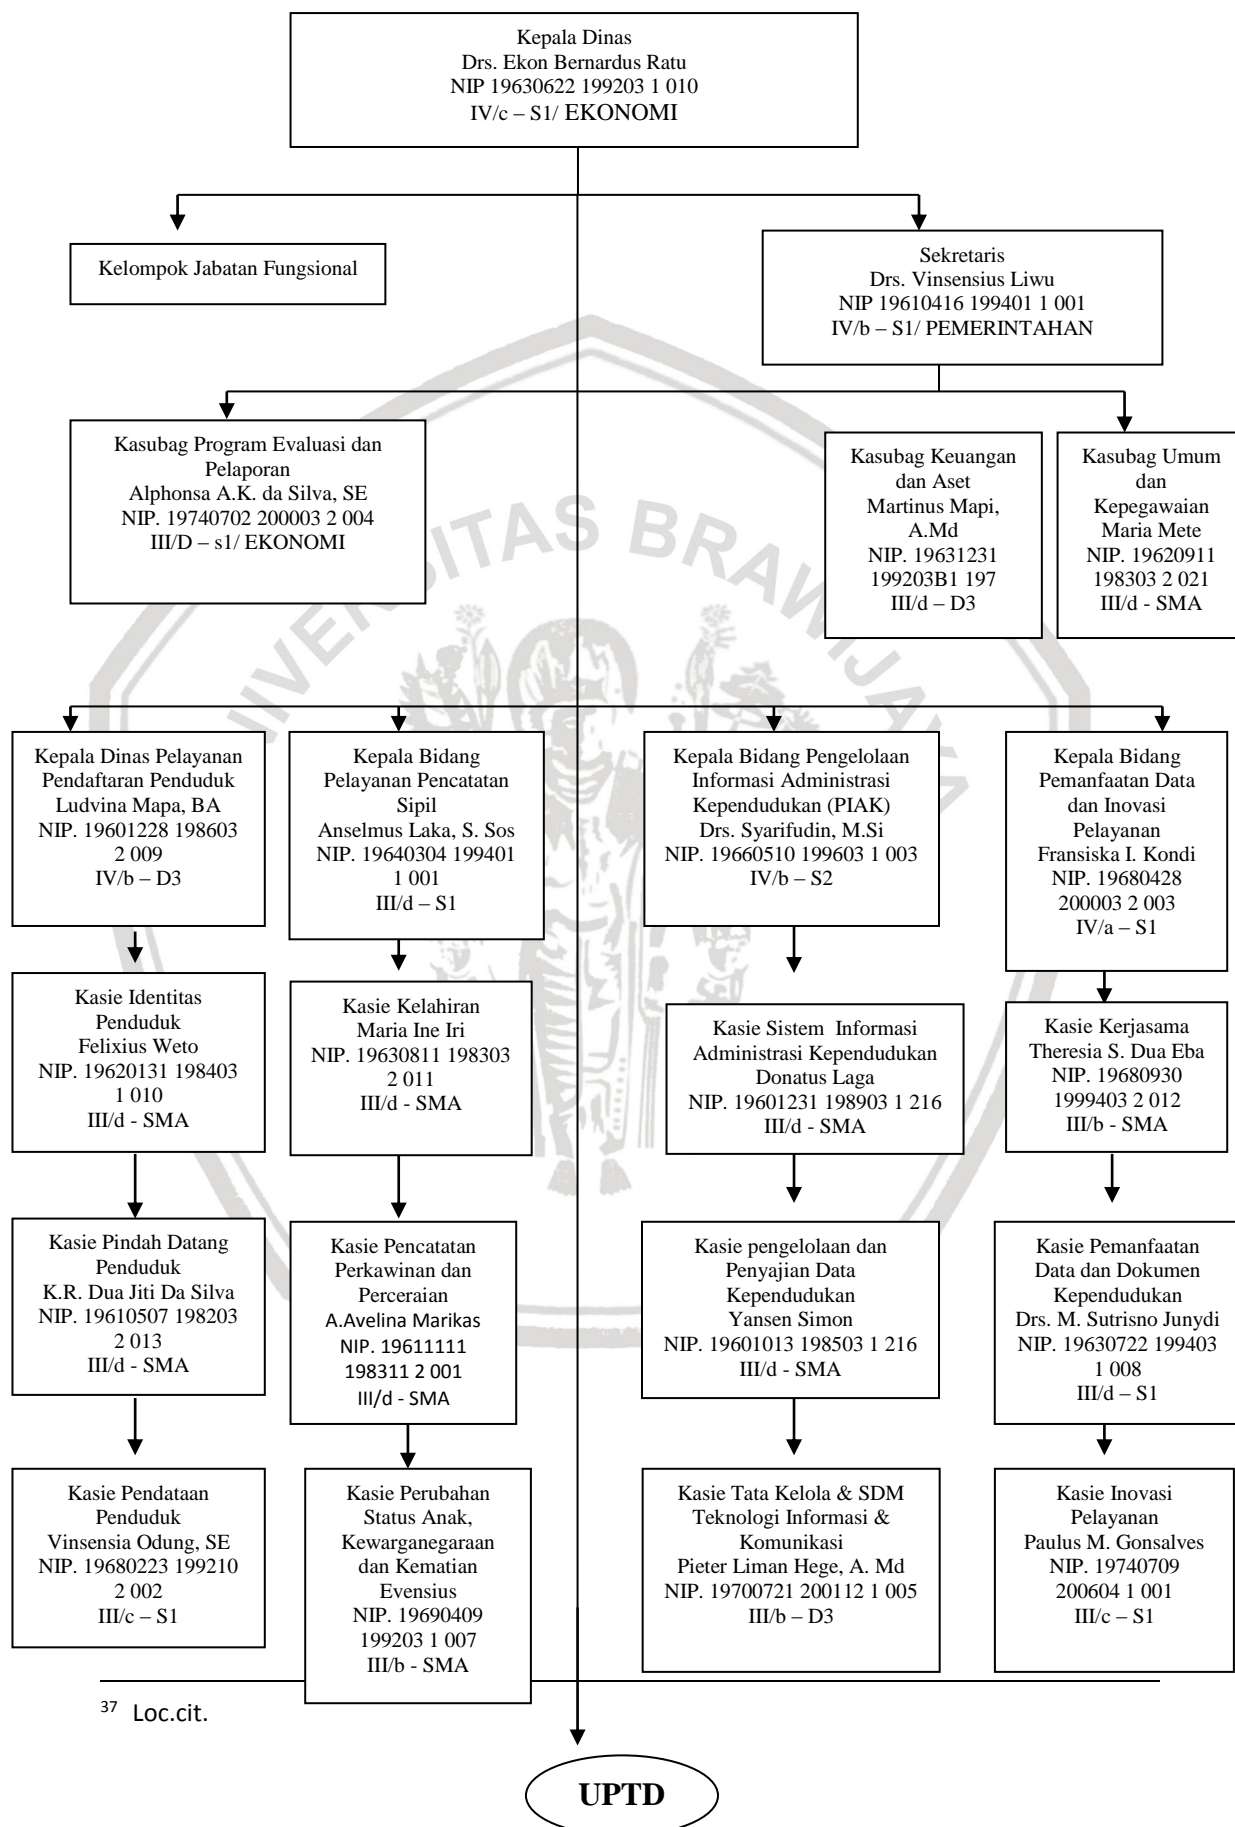 Kepala Dinas
Drs. Ekon Bernardus Ratu
NIP 19630622 199203 1 010
IV/c – S1/ EKONOMI
Kelompok Jabatan Fungsional
Sekretaris
Drs. Vinsensius Liwu
NIP 19610416 199401 1 001
IV/b – S1/ PEMERINTAHAN
Kasubag Program Evaluasi dan
Pelaporan
Alphonsa A.K. da Silva, SE
NIP. 19740702 200003 2 004
III/D – s1/ EKONOMI
Kasubag Keuangan
dan Aset
Martinus Mapi,
A.Md
NIP. 19631231
199203B1 197
III/d – D3
Kasubag Umum
dan
Kepegawaian
Maria Mete
NIP. 19620911
198303 2 021
III/d - SMA
NIVERSITAS BRAWIJAYA
Kepala Dinas Pelayanan
Pendaftaran Penduduk
Ludvina Mapa, BA
NIP. 19601228 198603
2 009
IV/b – D3
Kepala Bidang
Pelayanan Pencatatan
Sipil
Anselmus Laka, S. Sos
NIP. 19640304 199401
1 001
III/d – S1
Kepala Bidang Pengelolaan
Informasi Administrasi
Kependudukan (PIAK)
Drs. Syarifudin, M.Si
NIP. 19660510 199603 1 003
IV/b – S2
Kepala Bidang
Pemanfaatan Data
dan Inovasi
Pelayanan
Fransiska I. Kondi
NIP. 19680428
200003 2 003
IV/a – S1
Kasie Identitas
Penduduk
Felixius Weto
NIP. 19620131 198403
1 010
III/d - SMA
Kasie Kelahiran
Maria Ine Iri
NIP. 19630811 198303
2 011
III/d - SMA
Kasie Sistem  Informasi
Administrasi Kependudukan
Donatus Laga
NIP. 19601231 198903 1 216
III/d - SMA
Kasie Kerjasama
Theresia S. Dua Eba
NIP. 19680930
1999403 2 012
III/b - SMA
Kasie Pindah Datang
Penduduk
K.R. Dua Jiti Da Silva
NIP. 19610507 198203
2 013
III/d - SMA
Kasie Pencatatan
Perkawinan dan
Perceraian
A.Avelina Marikas
NIP. 19611111
198311 2 001
III/d - SMA
Kasie pengelolaan dan
Penyajian Data
Kependudukan
Yansen Simon
NIP. 19601013 198503 1 216
III/d - SMA
Kasie Pemanfaatan
Data dan Dokumen
Kependudukan
Drs. M. Sutrisno Junydi
NIP. 19630722 199403
1 008
III/d – S1
Kasie Pendataan
Penduduk
Vinsensia Odung, SE
NIP. 19680223 199210
2 002
III/c – S1
Kasie Perubahan
Status Anak,
Kewarganegaraan
dan Kematian
Evensius
NIP. 19690409
199203 1 007
III/b - SMA
Kasie Tata Kelola & SDM
Teknologi Informasi &
Komunikasi
Pieter Liman Hege, A. Md
NIP. 19700721 200112 1 005
III/b – D3
Kasie Inovasi
Pelayanan
Paulus M. Gonsalves
NIP. 19740709
200604 1 001
III/c – S1
37 Loc.cit.
UPTD